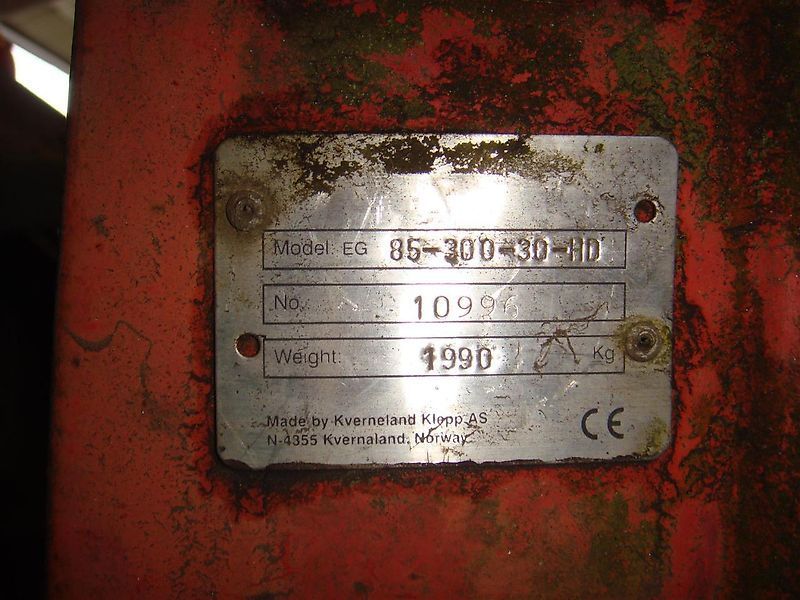 Model: EG 85-300-30-HD
No. 10996
Weight: 1990 Kg
Made by Kverneland Klepp AS
N-4355 Kvernaland, Norway
CE